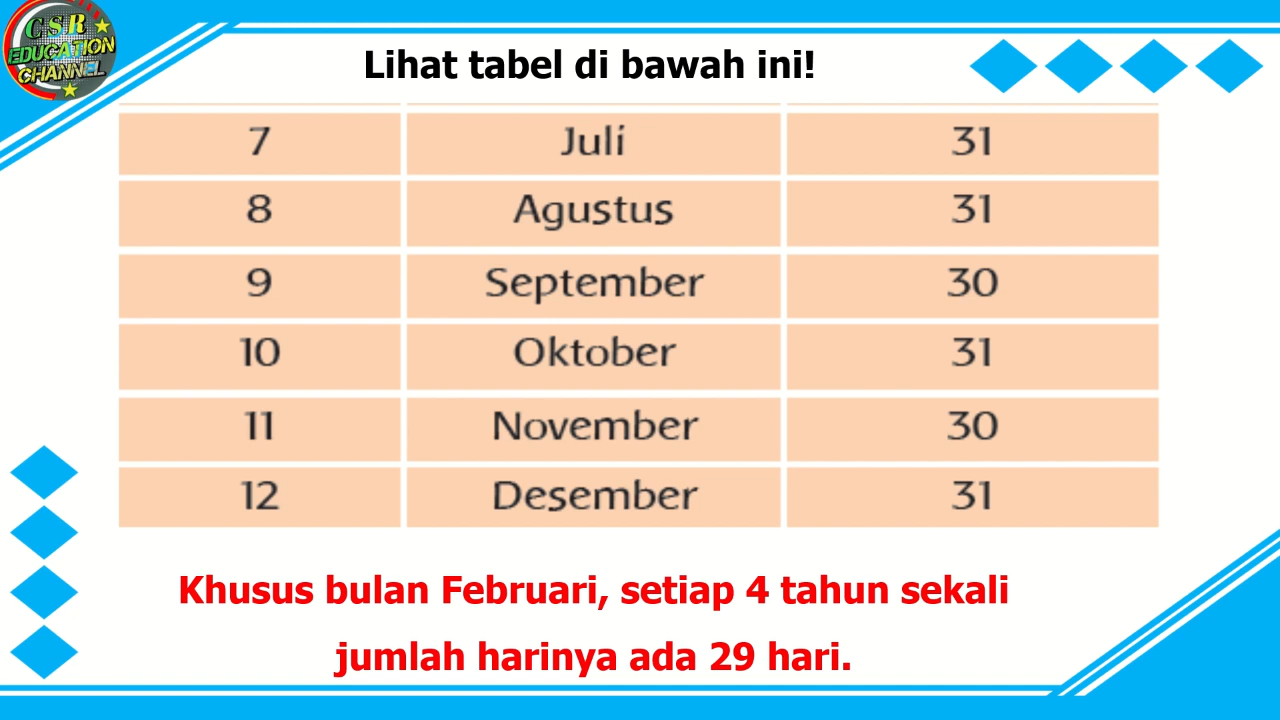 CSR
EDUCATION
CHANNEL
Lihat tabel di bawah ini!
7 Juli 31
8 Agustus 31
9 September 30
10 Oktober 31
11 November 30
12 Desember 31
Khusus bulan Februari, setiap 4 tahun sekali
jumlah harinya ada 29 hari.